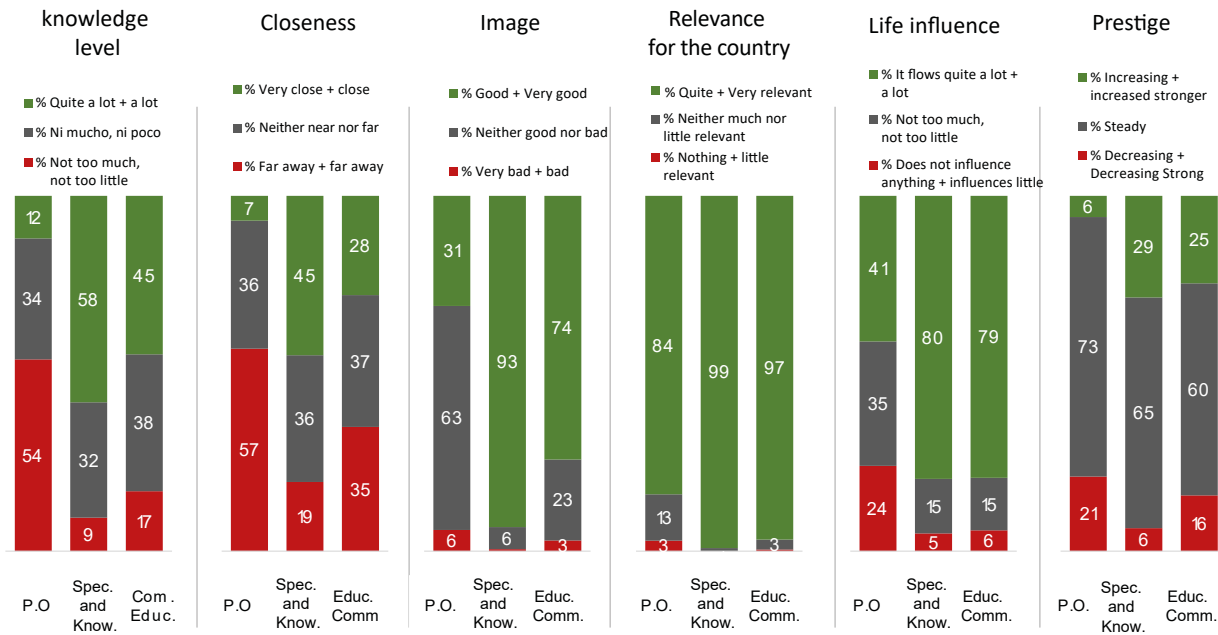 knowledge
level
% Quite a lot + a lot
% Ni mucho, ni poco
% Not too much,
not too little
12
34
54
58
32
9
45
38
17
P.O
Spec.
and
Know.
Com .
Educ.
Closeness
% Very close + close
% Neither near nor far
% Far away + far away
7
36
57
45
36
19
28
37
35
P.O
Spec.
and
Know.
Educ.
Comm
Image
% Good + Very good
% Neither good nor bad
% Very bad + bad
31
63
6
93
6
74
23
3
P.O.
Spec.
and
Know.
Educ.
Comm.
Relevance
for the country
% Quite + Very relevant
% Neither much nor
little relevant
% Nothing + little
relevant
84
13
3
99
97
3
P.O.
Spec.
and
Know.
Educ.
Comm.
Life influence
% It flows quite a lot +
a lot
% Not too much,
not too little
% Does not influence
anything + influences little
41
35
24
80
15
5
79
15
6
P.O
Spec.
and
Know.
Educ.
Comm.
Prestige
% Increasing +
increased stronger
% Steady
% Decreasing +
Decreasing Strong
6
73
21
29
65
6
25
60
16
P.O.
Spec.
and
Know.
Educ.
Comm.